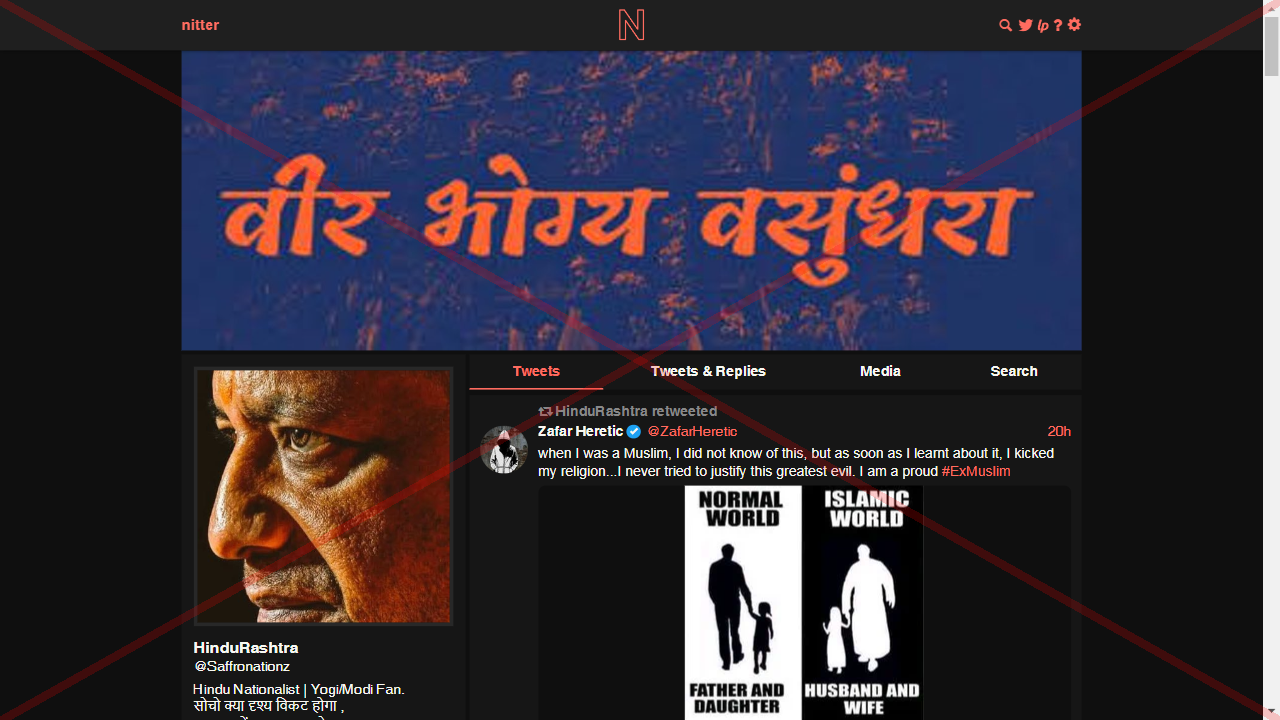 nitter
N
lp ?
वीर भोग्य वसुंधरा
Tweets Tweets & Replies Media Search
HinduRashtra retweeted
Zafar Heretic @ZafarHeretic 20h
when I was a Muslim, I did not know of this, but as soon as I learnt about it, I kicked
my religion...I never tried to justify this greatest evil. I am a proud #ExMuslim
NORMAL WORLD
ISLAMIC WORLD
FATHER AND DAUGHTER
HUSBAND AND WIFE
HinduRashtra
@Saffronationz
Hindu Nationalist | Yogi/Modi Fan.
सोचो क्या दृश्य विकट होगा ,